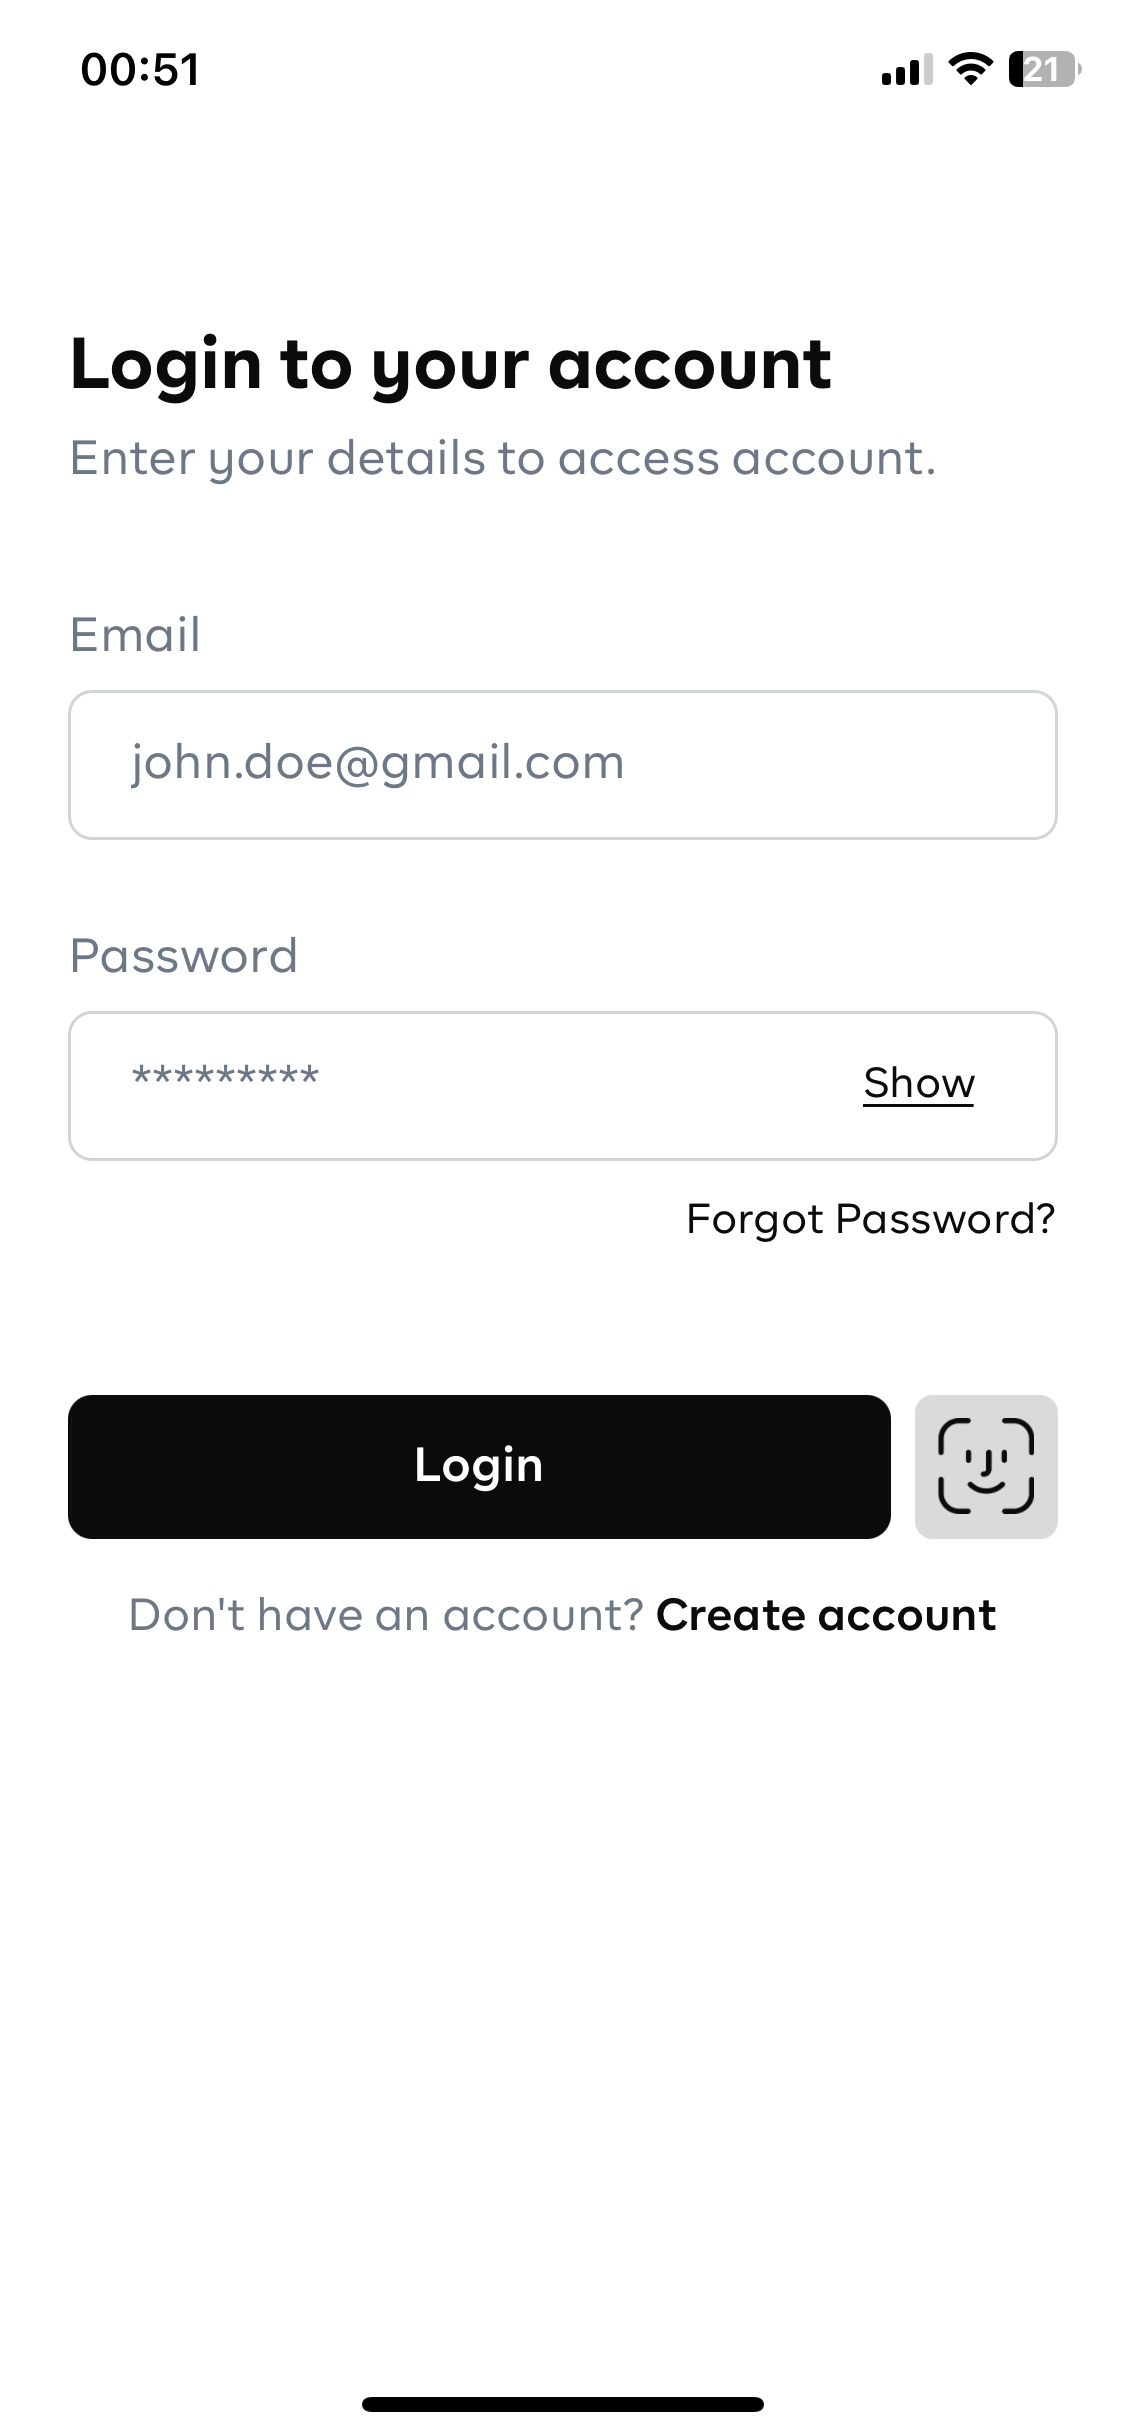 00:51
21
Login to your account
Enter your details to access account.
Email
john.doe@gmail.com
Password
*********
Show
Forgot Password?
Login
Don't have an account? Create account